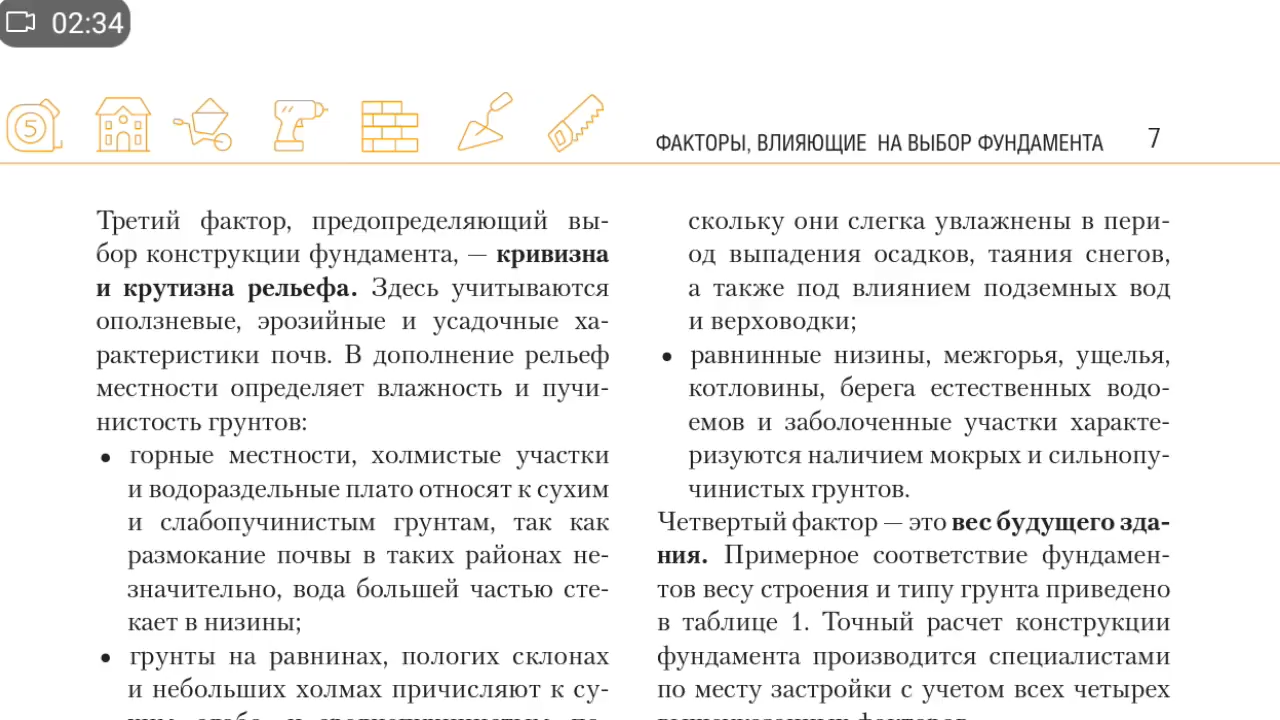 02:34
5
ФАКТОРЫ, ВЛИЯЮЩИЕ НА ВЫБОР ФУНДАМЕНТА 7
Третий фактор, предопределяющий вы-
бор конструкции фундамента, — кривизна
и крутизна рельефа. Здесь учитываются
оползневые, эрозийные и усадочные ха-
рактеристики почв. В дополнение рельеф
местности определяет влажность и пучи-
нистость грунтов:
• горные местности, холмистые участки
и водораздельные плато относят к сухим
и слабопучинистым грунтам, так как
размокание почвы в таких районах не-
значительно, вода большей частью сте-
кает в низины;
• грунты на равнинах, пологих склонах
и небольших холмах причисляют к су-
скольку они слегка увлажнены в пери-
од выпадения осадков, таяния снегов,
а также под влиянием подземных вод
и верховодки;
• равнинные низины, межгорья, ущелья,
котловины, берега естественных водо-
емов и заболоченные участки характе-
ризуются наличием мокрых и сильнопу-
чинистых грунтов.
Четвертый фактор — это вес будущего зда-
ния. Примерное соответствие фундамен-
тов весу строения и типу грунта приведено
в таблице 1. Точный расчет конструкции
фундамента производится специалистами
по месту застройки с учетом всех четырех